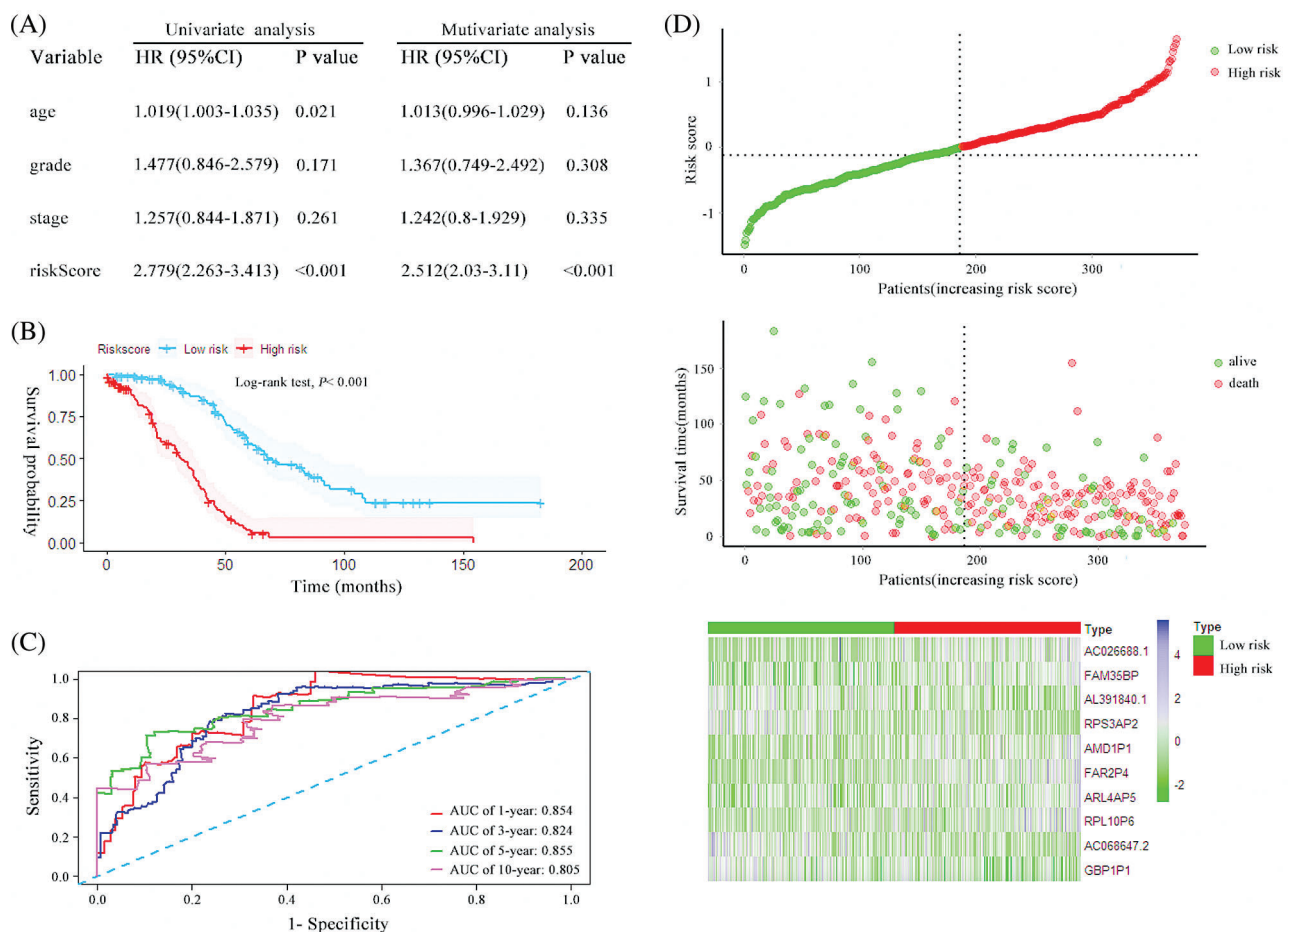 (A)
Univariate analysis Mutivariate analysis
Variable HR (95%CI) P value HR (95%CI) P value
age 1.019(1.003-1.035) 0.021 1.013(0.996-1.029) 0.136
grade 1.477(0.846-2.579) 0.171 1.367(0.749-2.492) 0.308
stage 1.257(0.844-1.871) 0.261 1.242(0.8-1.929) 0.335
riskScore 2.779(2.263-3.413) <0.001 2.512(2.03-3.11) <0.001
(B)
Riskscore Low risk High risk
Log-rank test, P< 0.001
Survival probability
1.00
0.75
0.50
0.25
0.00
0 50 100 150 200
Time (months)
(C)
Sensitivity
1.0
0.8
0.6
0.4
0.2
0.0
AUC of 1-year: 0.854
AUC of 3-year: 0.824
AUC of 5-year: 0.855
AUC of 10-year: 0.805
0.0 0.2 0.4 0.6 0.8 1.0
1- Specificity
(D)
Risk score
1
0
-1
Low risk
High risk
0 100 200 300
Patients(increasing risk score)
Survival time(months)
150
100
50
0
alive
death
0 100 200 300
Patients(increasing risk score)
Type
AC026688.1
FAM35BP
AL391840.1
RPS3AP2
AMD1P1
FAR2P4
ARL4AP5
RPL10P6
AC068647.2
GBP1P1
4
2
0
-2
Type
Low risk
High risk